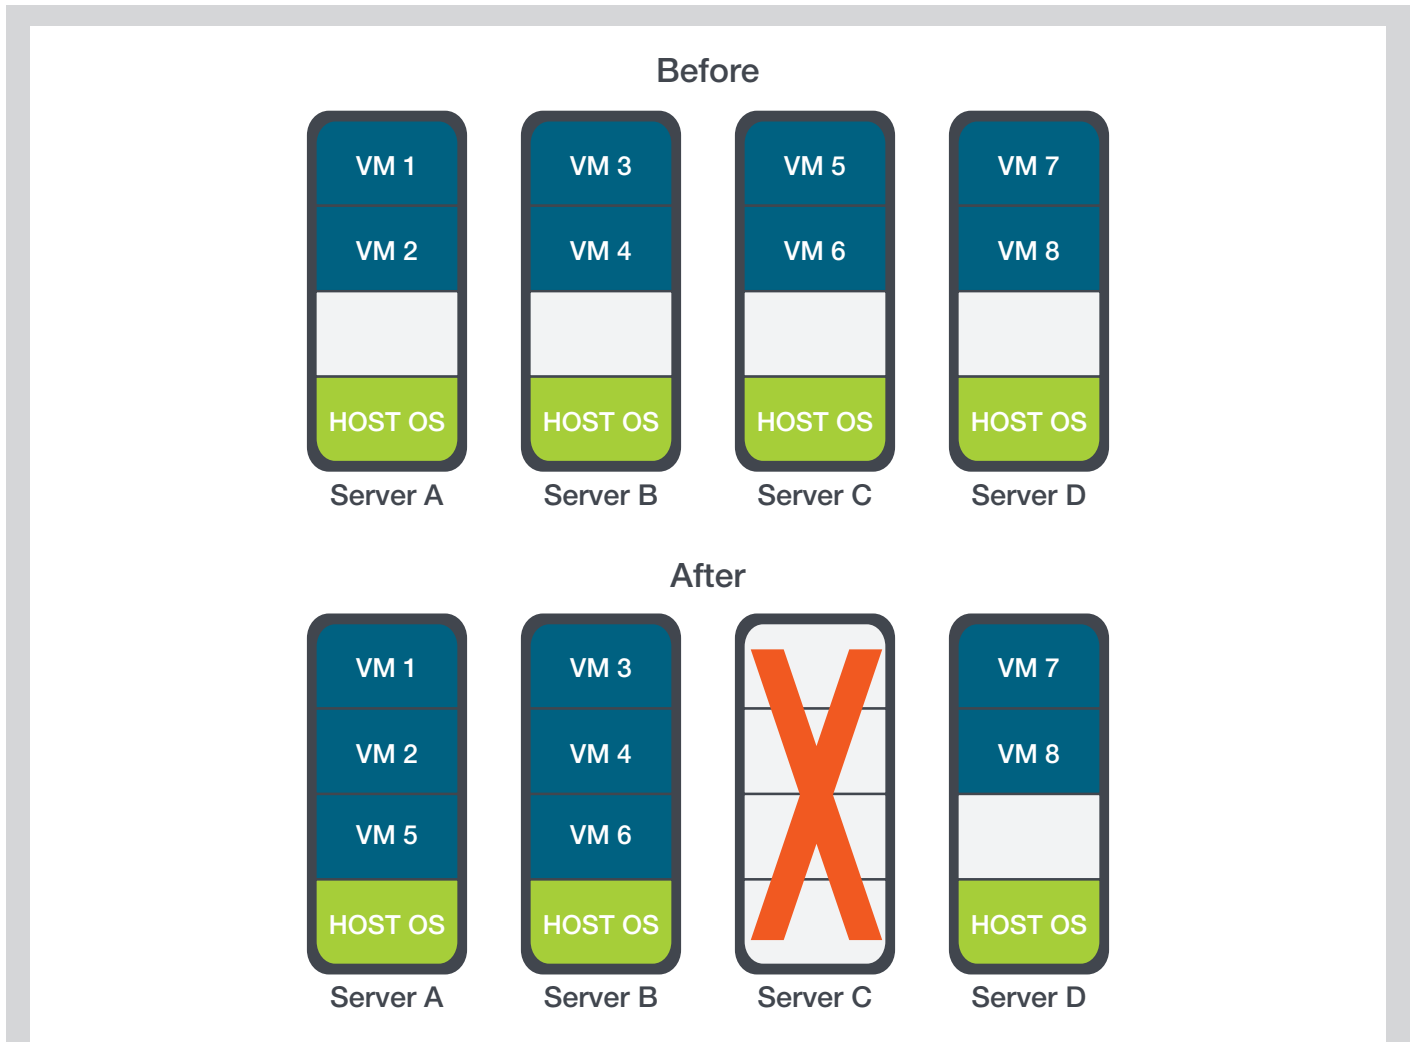 Before
VM 1 VM 3 VM 5 VM 7
VM 2 VM 4 VM 6 VM 8
HOST OS HOST OS HOST OS HOST OS
Server A Server B Server C Server D
After
VM 1 VM 3 VM 7
VM 2 VM 4 VM 8
VM 5 VM 6
HOST OS HOST OS HOST OS
Server A Server B Server C Server D